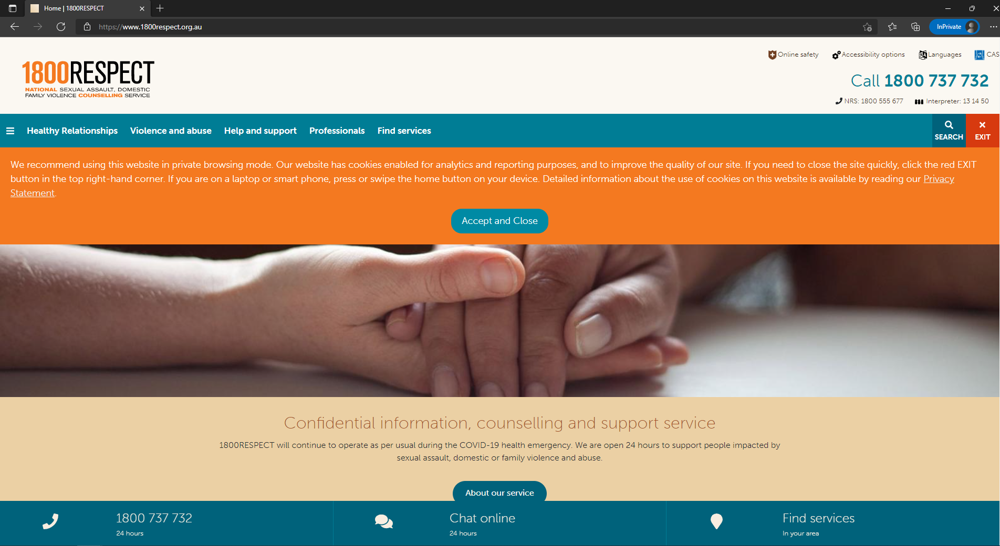 Home | 1800RESPECT
https://www.1800respect.org.au
InPrivate
Online safety
Accessibility options
Languages
CAS
1800RESPECT
NATIONAL SEXUAL ASSAULT, DOMESTIC
FAMILY VIOLENCE COUNSELLING SERVICE
Call 1800 737 732
NRS: 1800 555 677
Interpreter: 13 14 50
Healthy Relationships
Violence and abuse
Help and support
Professionals
Find services
SEARCH
EXIT
We recommend using this website in private browsing mode. Our website has cookies enabled for analytics and reporting purposes, and to improve the quality of our site. If you need to close the site quickly, click the red EXIT
button in the top right-hand corner. If you are on a laptop or smart phone, press or swipe the home button on your device. Detailed information about the use of cookies on this website is available by reading our Privacy
Statement.
Accept and Close
Confidential information, counselling and support service
1800RESPECT will continue to operate as per usual during the COVID-19 health emergency. We are open 24 hours to support people impacted by
sexual assault, domestic or family violence and abuse.
About our service
1800 737 732
24 hours
Chat online
24 hours
Find services
In your area